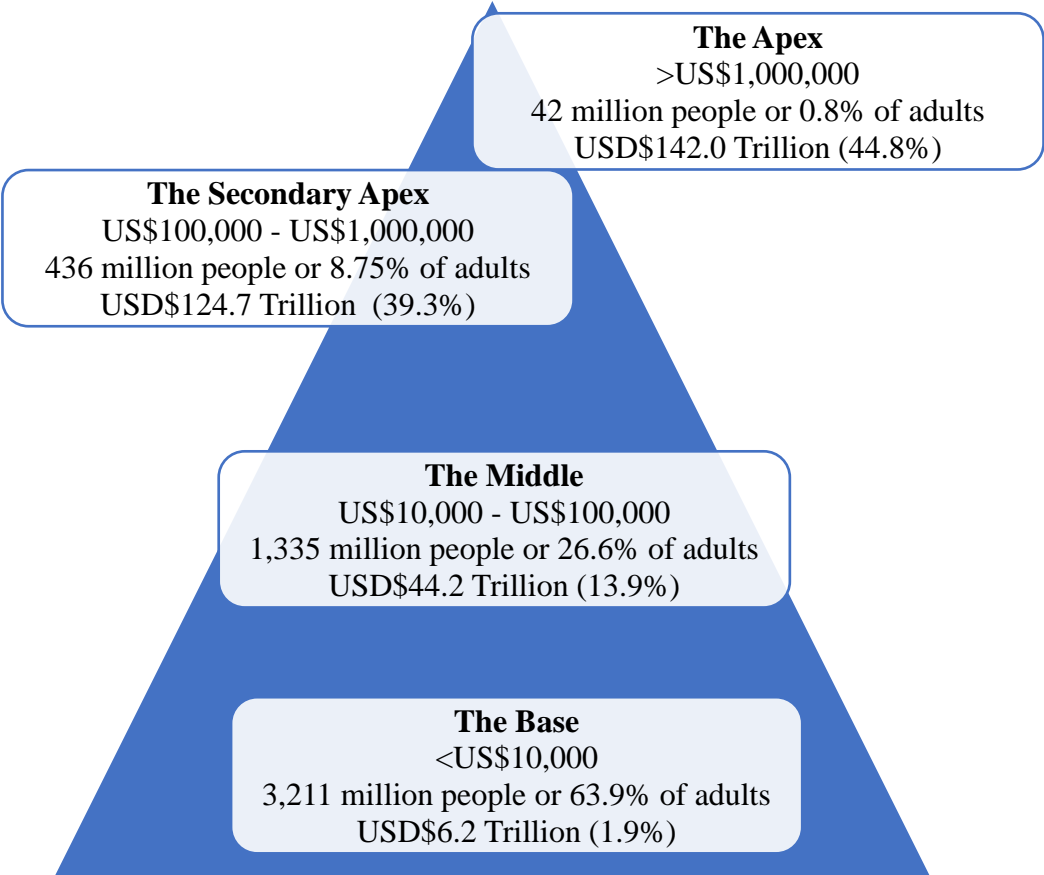 The Apex
>US$1,000,000
42 million people or 0.8% of adults
USD$142.0 Trillion (44.8%)
The Secondary Apex
US$100,000 - US$1,000,000
436 million people or 8.75% of adults
USD$124.7 Trillion  (39.3%)
The Middle
US$10,000 - US$100,000
1,335 million people or 26.6% of adults
USD$44.2 Trillion (13.9%)
The Base
<US$10,000
3,211 million people or 63.9% of adults
USD$6.2 Trillion (1.9%)